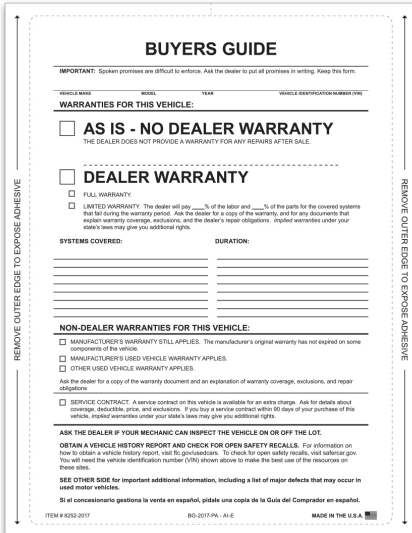 BUYERS GUIDE
IMPORTANT: Spoken promises are difficult to enforce. Ask the dealer to put all promises in writing. Keep this form.
VEHICLE MAKE MODEL YEAR VEHICLE IDENTIFICATION NUMBER (VIN)
WARRANTIES FOR THIS VEHICLE:
AS IS - NO DEALER WARRANTY
THE DEALER DOES NOT PROVIDE A WARRANTY FOR ANY REPAIRS AFTER SALE.
DEALER WARRANTY
FULL WARRANTY.
LIMITED WARRANTY. The dealer will pay ____% of the labor and ____% of the parts for the covered systems
that fail during the warranty period. Ask the dealer for a copy of the warranty, and for any documents that
explain warranty coverage, exclusions, and the dealer's repair obligations. Implied warranties under your
state's laws may give you additional rights.
SYSTEMS COVERED: DURATION:
NON-DEALER WARRANTIES FOR THIS VEHICLE:
MANUFACTURER'S WARRANTY STILL APPLIES. The manufacturer's original warranty has not expired on some
components of the vehicle.
MANUFACTURER'S USED VEHICLE WARRANTY APPLIES.
OTHER USED VEHICLE WARRANTY APPLIES.
Ask the dealer for a copy of the warranty document and an explanation of warranty coverage, exclusions, and repair
obligations
SERVICE CONTRACT. A service contract on this vehicle is available for an extra charge. Ask for details about
coverage, deductible, price, and exclusions. If you buy a service contract within 90 days of your purchase of this
vehicle, implied warranties under your state's laws may give you additional rights.
ASK THE DEALER IF YOUR MECHANIC CAN INSPECT THE VEHICLE ON OR OFF THE LOT.
OBTAIN A VEHICLE HISTORY REPORT AND CHECK FOR OPEN SAFETY RECALLS. For information on
how to obtain a vehicle history report, visit ftc.gov/usedcars. To check for open safety recalls, visit safercar.gov.
You will need the vehicle identification number (VIN) shown above to make the best use of the resources on
these sites.
SEE OTHER SIDE for important additional information, including a list of major defects that may occur in
used motor vehicles.
Si el concesionario gestiona la venta en español, pídale una copia de la Guía del Comprador en español.
ITEM # 8252-2017 BG-2017-PA - AI-E MADE IN THE U.S.A.
REMOVE OUTER EDGE TO EXPOSE ADHESIVE
REMOVE OUTER EDGE TO EXPOSE ADHESIVE